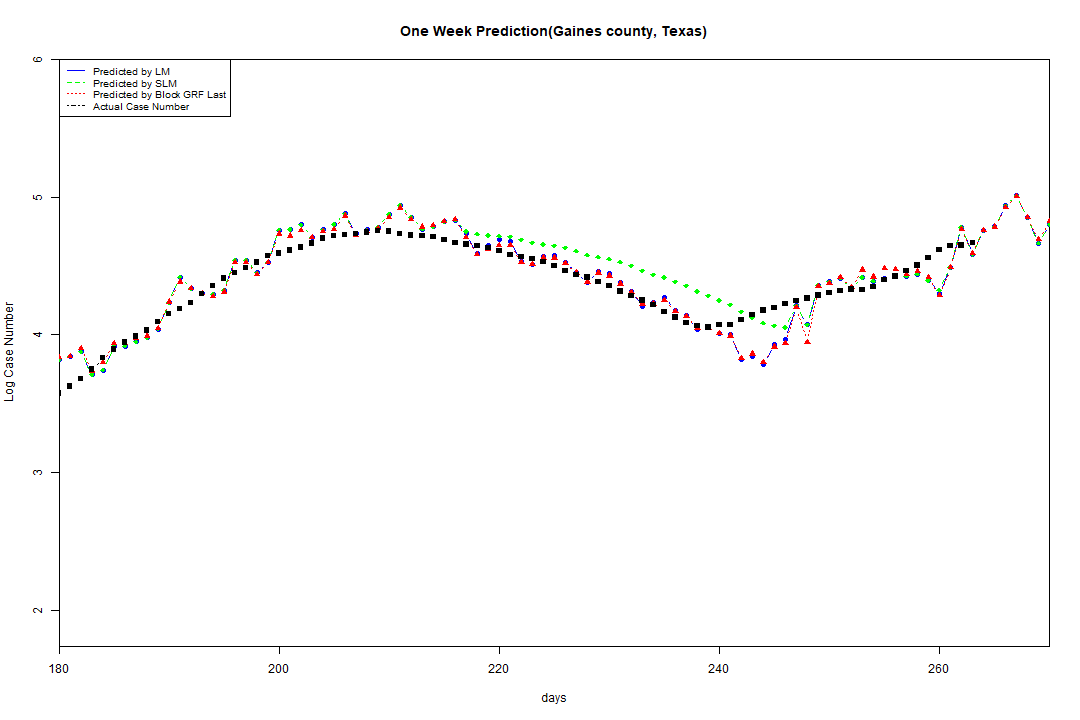 One Week Prediction(Gaines county, Texas)
6
Predicted by LM
Predicted by SLM
Predicted by Block GRF Last
Actual Case Number
5
4
3
2
Log Case Number
180
200
220
240
260
days